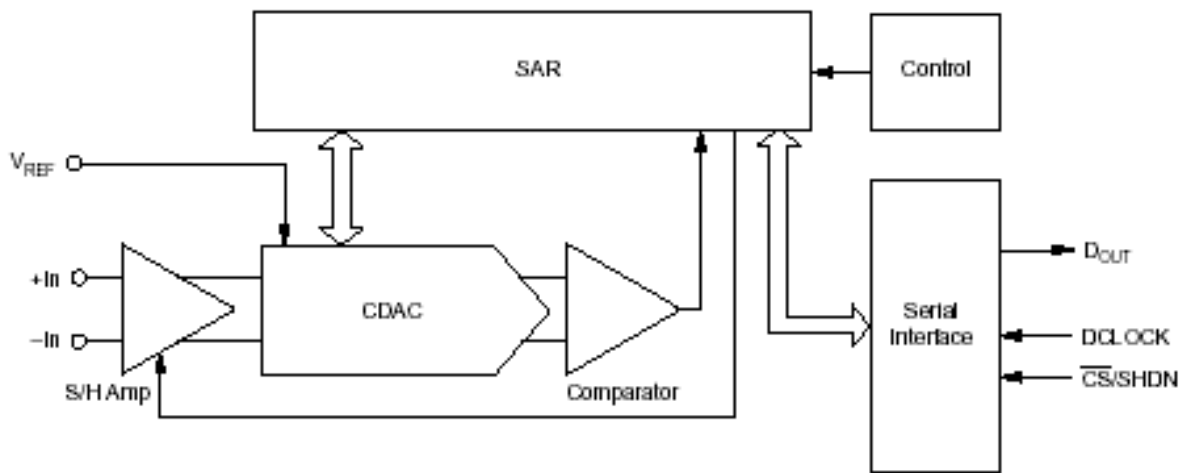 SAR
Control
VREF
+In
–In
CDAC
S/H Amp
Comparator
Serial
Interface
DOUT
DCLOCK
CS/SHDN